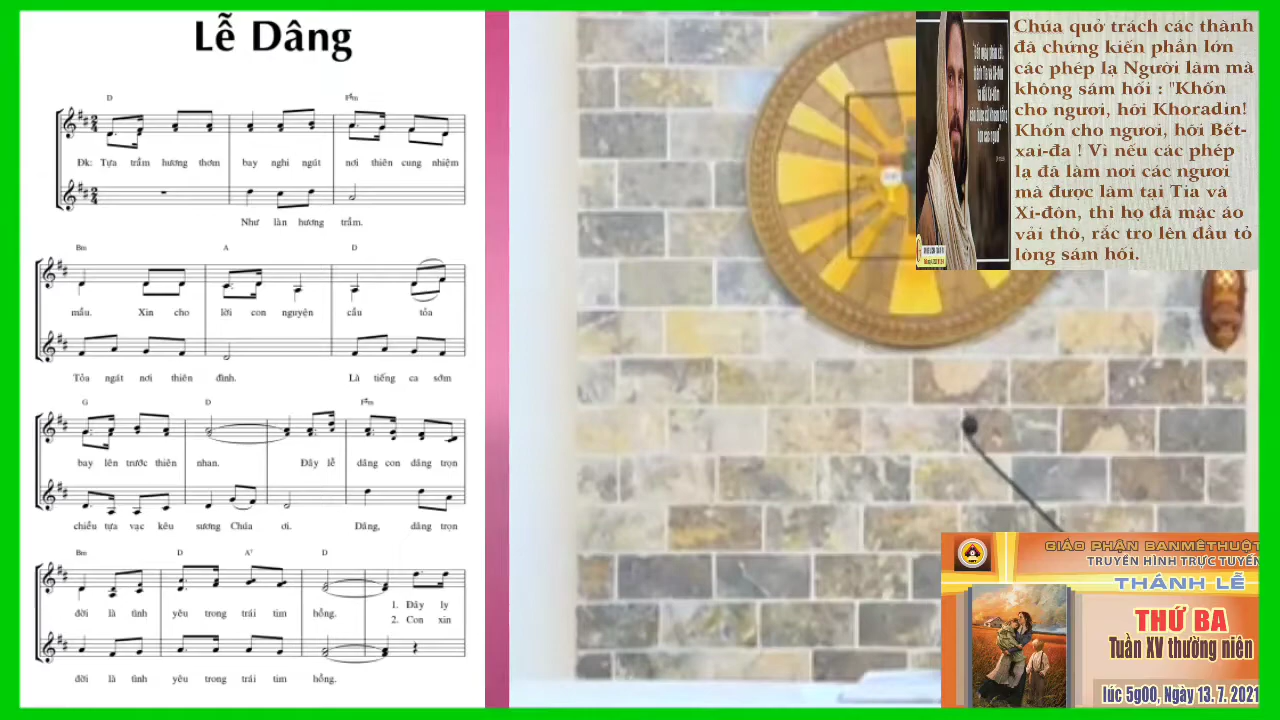 Lễ Dâng
D F#m
Đk: Tựa trầm hương thơm bay nghi ngút nơi thiên cung nhiệm
Như làn hương trầm.
Bm A D
mầu. Xin cho lời con nguyện cầu tỏa
Tỏa ngát nơi thiên đình. Là tiếng ca sớm
G D F#m
bay lên trước thiên nhan. Đây lễ dâng con dâng trọn
chiều tựa vạc kêu sương Chúa ơi. Dâng, dâng trọn
Bm D A7 D
đời là tình yêu trong trái tim hồng. 1. Đây ly
2. Con xin
đời là tình yêu trong trái tim hồng.
Chúa quở trách các thành
đã chứng kiến phần lớn
các phép lạ Người làm mà
không sám hối : "Khốn
cho ngươi, hỡi Khoradin!
Khốn cho ngươi, hỡi Bết-
xai-đa ! Vì nếu các phép
lạ đã làm nơi các ngươi
mà được làm tại Tia và
Xi-đôn, thì họ đã mặc áo
vải thô, rắc tro lên đầu tỏ
lòng sám hối.
GIÁO PHẬN BANMÊTHUỘT
TRUYỀN HÌNH TRỰC TUYẾN
THÁNH LỄ
THỨ BA
Tuần XV thường niên
lúc 5g00, Ngày 13. 7. 2021